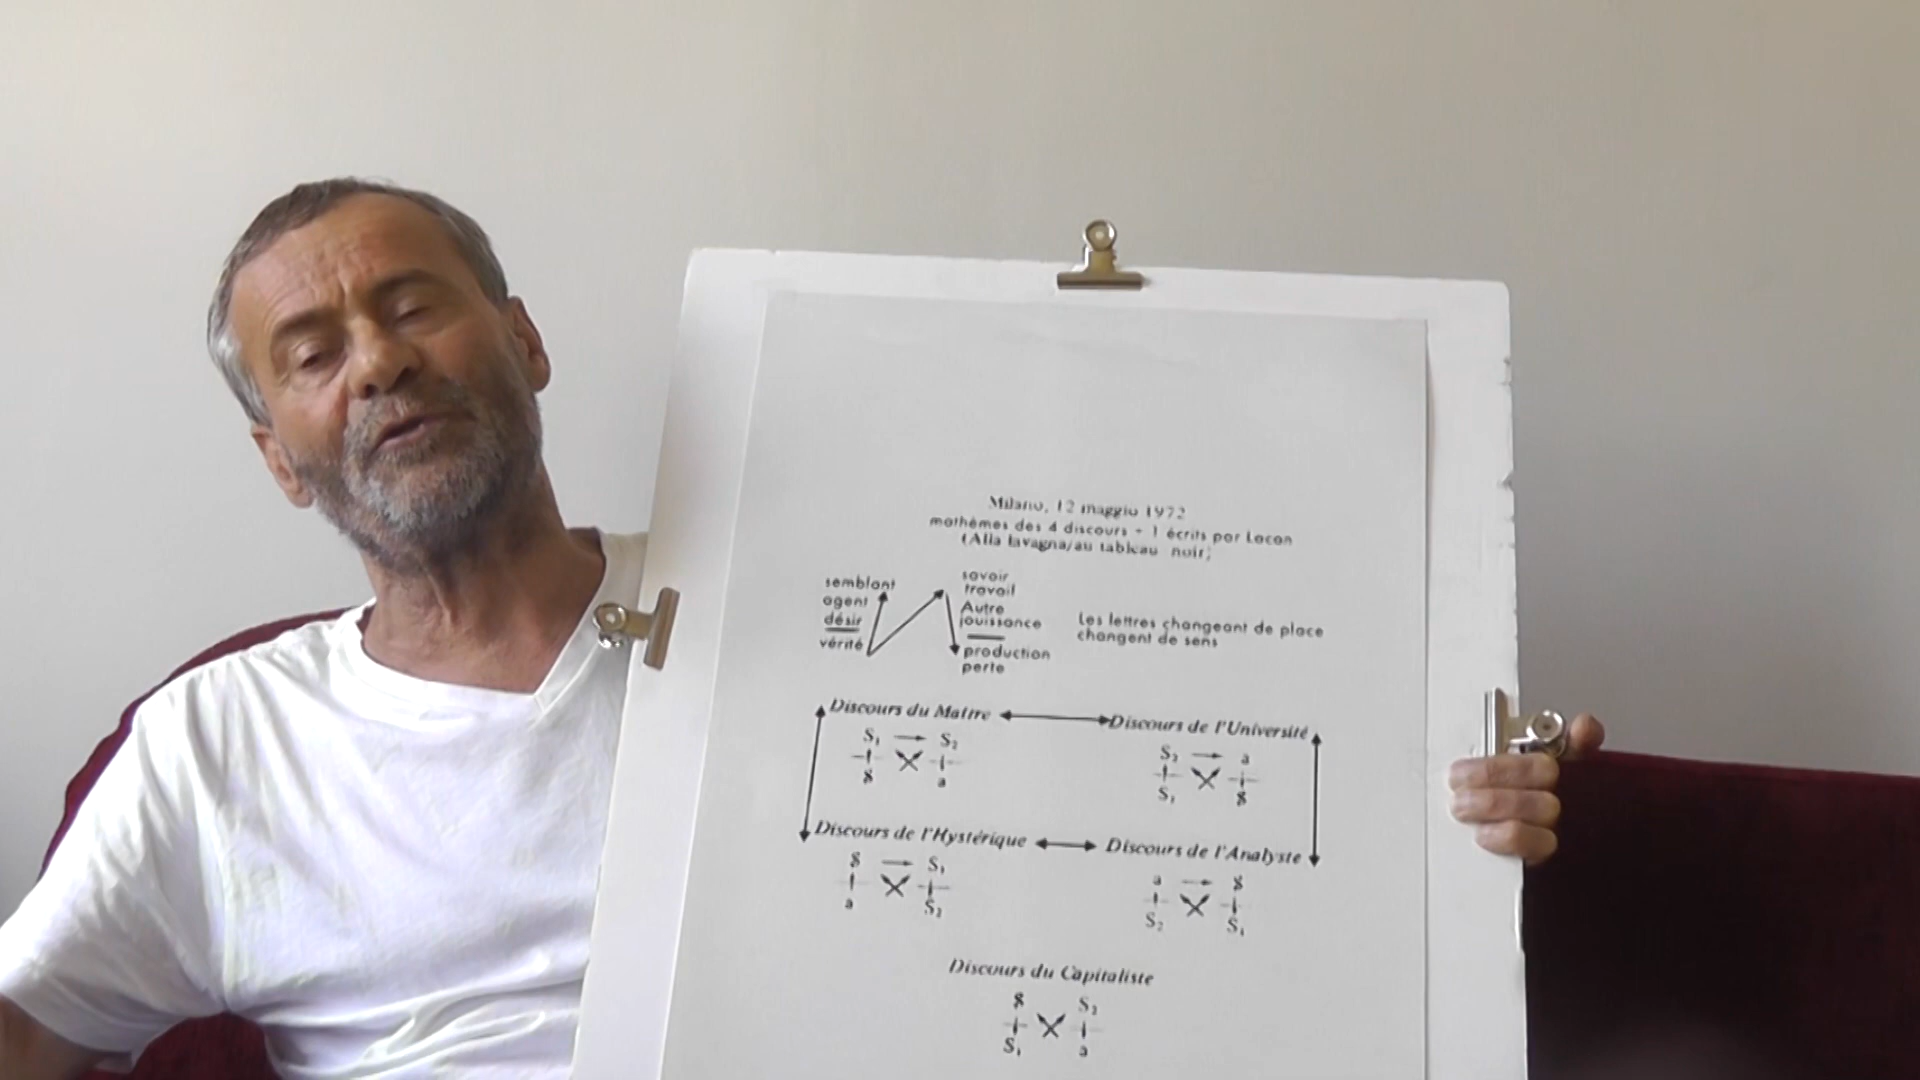 Milano, 12 maggio 1972
mathèmes des 4 discours + 1 écrits par Lacan
(Alla lavagna/au tableau noir)
semblant
agent
désir
vérité
savoir
travail
Autre
jouissance
production
perte
Les lettres changeant de place
changent de sens
Discours du Maître
S₁ → S₂
$ a
Discours de l'Université
S₂ → a
S₁ $
Discours de l'Hystérique
$ → S₁
a S₂
Discours de l'Analyste
a → $
S₂ S₁
Discours du Capitaliste
$ S₂
S₁ a